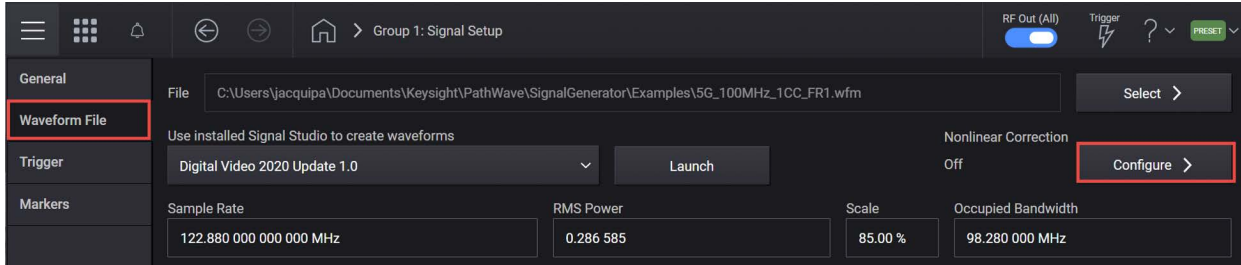 Group 1: Signal Setup
RF Out (All)
Trigger
?
PRESET
General
Waveform File
Trigger
Markers
File
C:\Users\jacquipa\Documents\Keysight\PathWave\SignalGenerator\Examples\5G_100MHz_1CC_FR1.wfm
Select
Use installed Signal Studio to create waveforms
Nonlinear Correction
Digital Video 2020 Update 1.0
Launch
Off
Configure
Sample Rate
RMS Power
Scale
Occupied Bandwidth
122.880 000 000 000 MHz
0.286 585
85.00 %
98.280 000 MHz